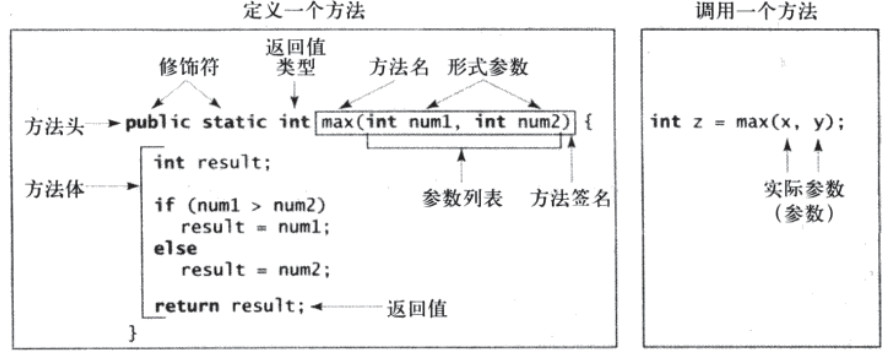 定义一个方法
调用一个方法
返回值
修饰符 类型 方法名 形式参数
方法头 public static int max(int num1, int num2) {
int result;
方法体 参数列表 方法签名
if (num1 > num2)
result = num1;
else
result = num2;
return result; 返回值
}
int z = max(x, y);
实际参数
(参数)